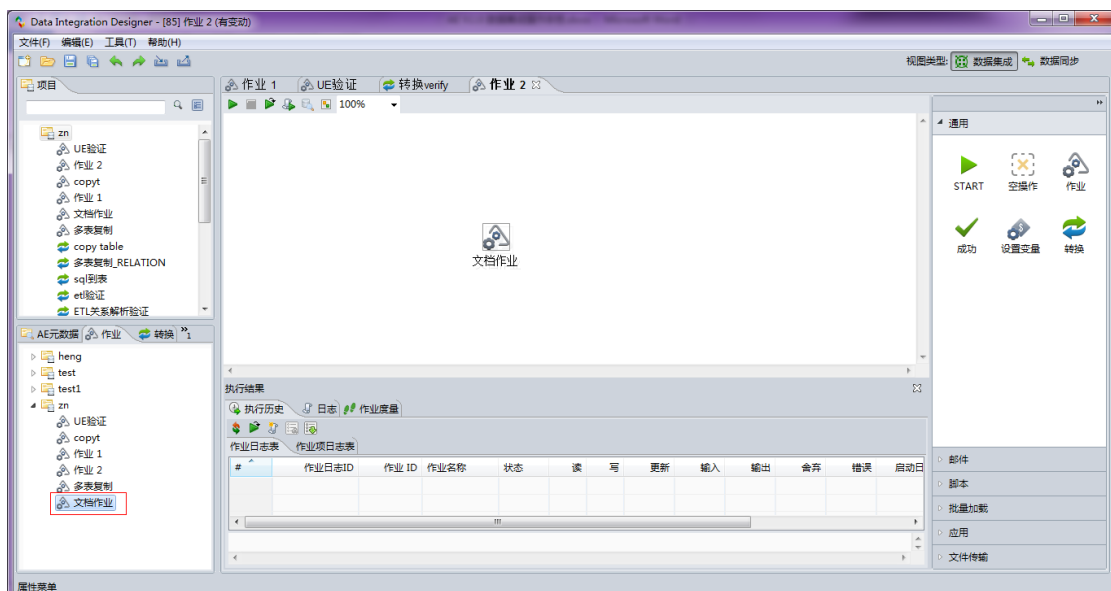 Data Integration Designer - [85] 作业 2 (有变动)
文件(F) 编辑(E) 工具(T) 帮助(H)
视图类型: 数据集成 数据同步
项目
作业 1 UE验证 转换verify 作业 2
100%
zn
UE验证
作业 2
copyt
作业 1
文档作业
多表复制
copy table
多表复制_RELATION
sql到表
etl验证
ETL关系解析验证
文档作业
通用
START 空操作 作业
成功 设置变量 转换
AE元数据 作业 转换 »1
heng
test
test1
zn
UE验证
copyt
作业 1
作业 2
多表复制
文档作业
执行结果
执行历史 日志 作业度量
作业日志表 作业项日志表
# 作业日志ID 作业 ID 作业名称 状态 读 写 更新 输入 输出 舍弃 错误 启动日
邮件
脚本
批量加载
应用
文件传输
属性菜单